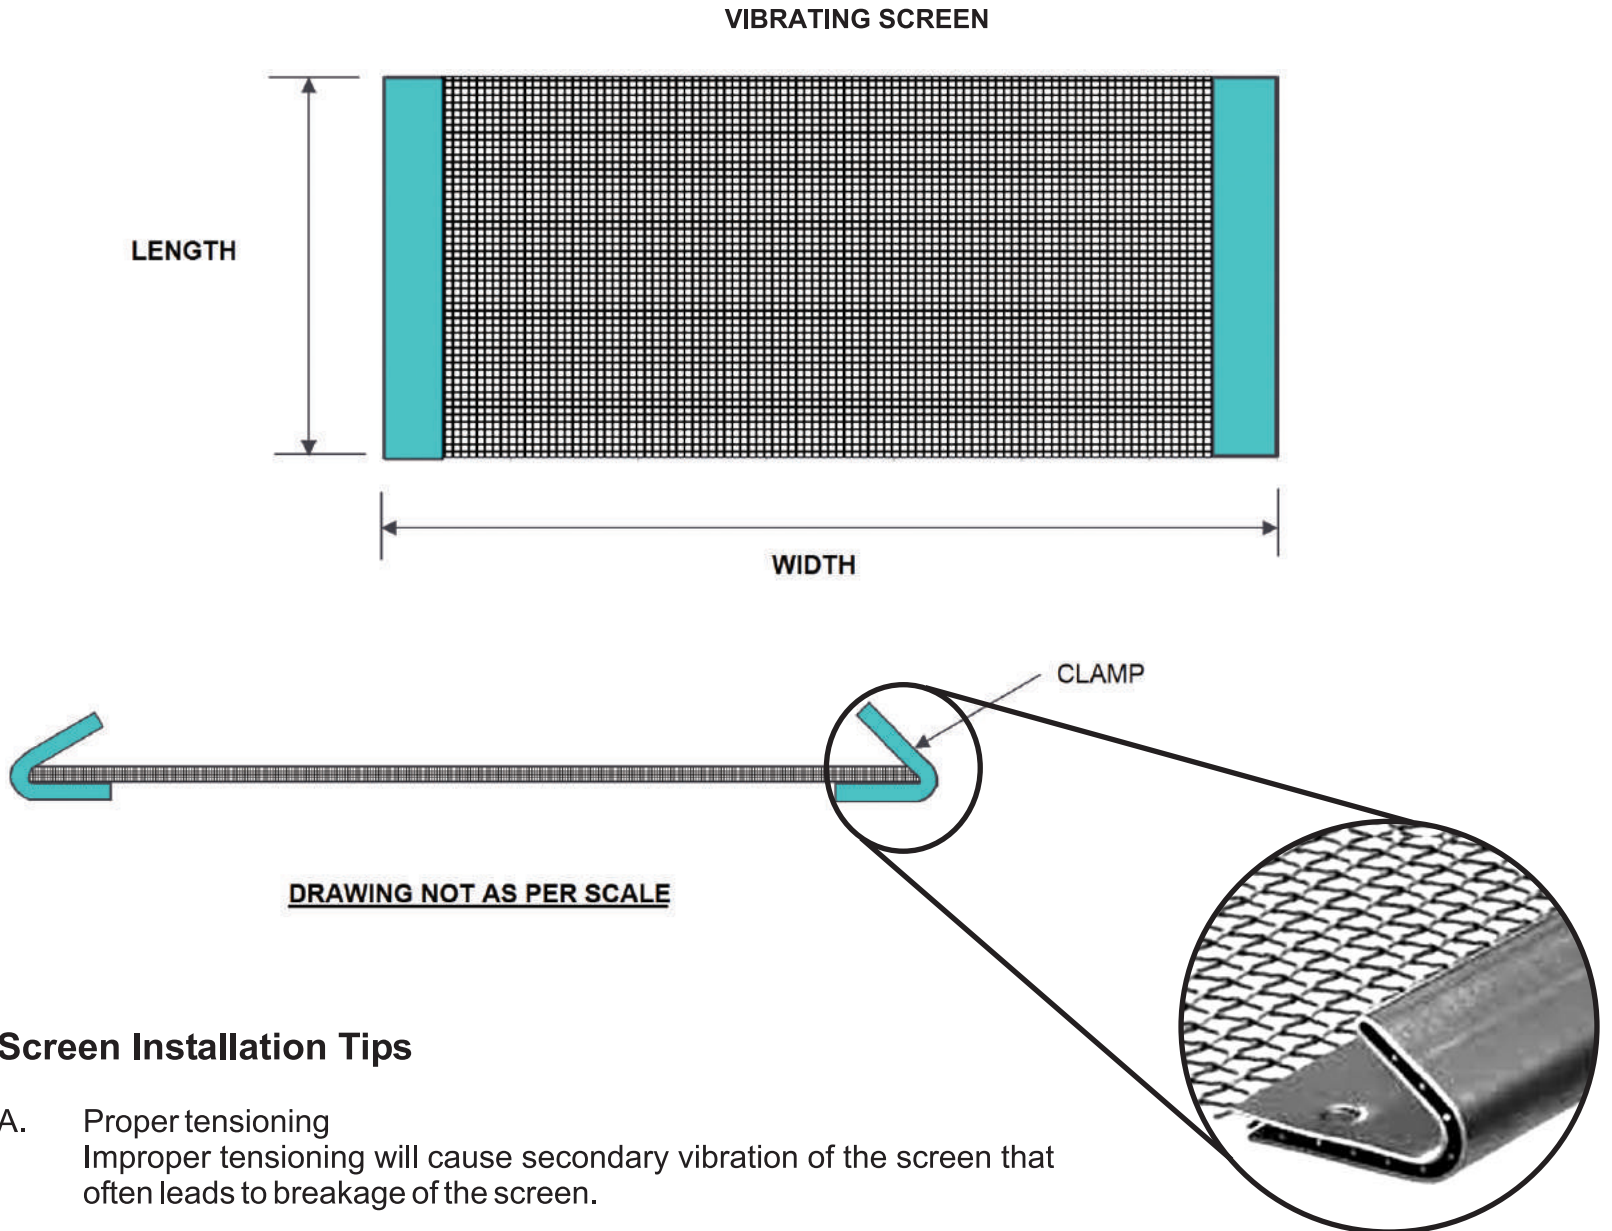 VIBRATING SCREEN
LENGTH
WIDTH
CLAMP
DRAWING NOT AS PER SCALE
Screen Installation Tips
A. Proper tensioning
Improper tensioning will cause secondary vibration of the screen that
often leads to breakage of the screen.